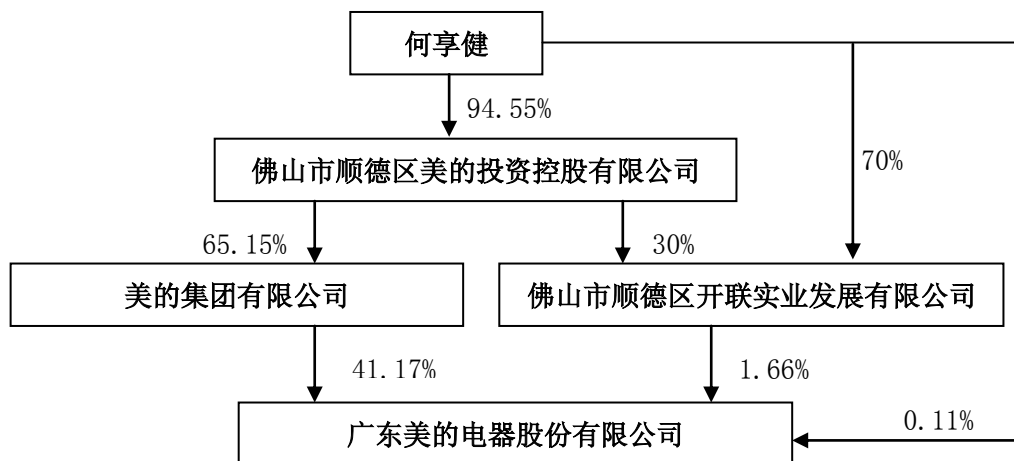 何享健
94.55%
佛山市顺德区美的投资控股有限公司
70%
65.15%
30%
美的集团有限公司
佛山市顺德区开联实业发展有限公司
41.17%
1.66%
广东美的电器股份有限公司
0.11%